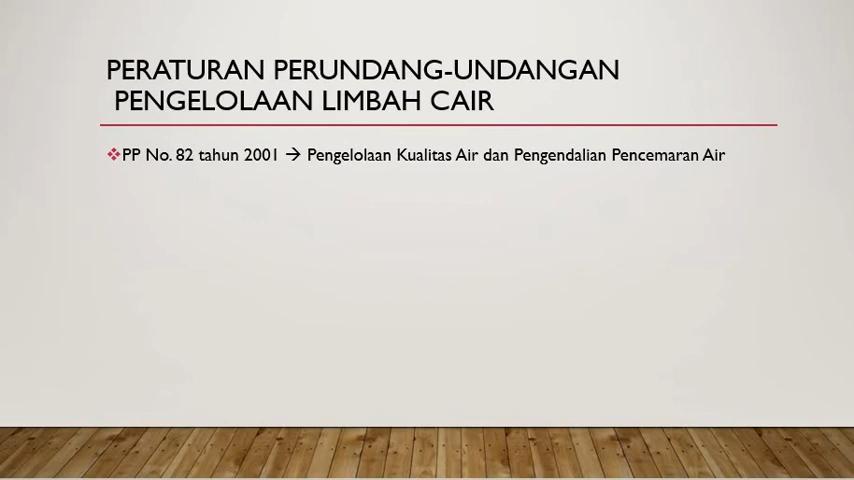 PERATURAN PERUNDANG-UNDANGAN
PENGELOLAAN LIMBAH CAIR
❖PP No. 82 tahun 2001 → Pengelolaan Kualitas Air dan Pengendalian Pencemaran Air